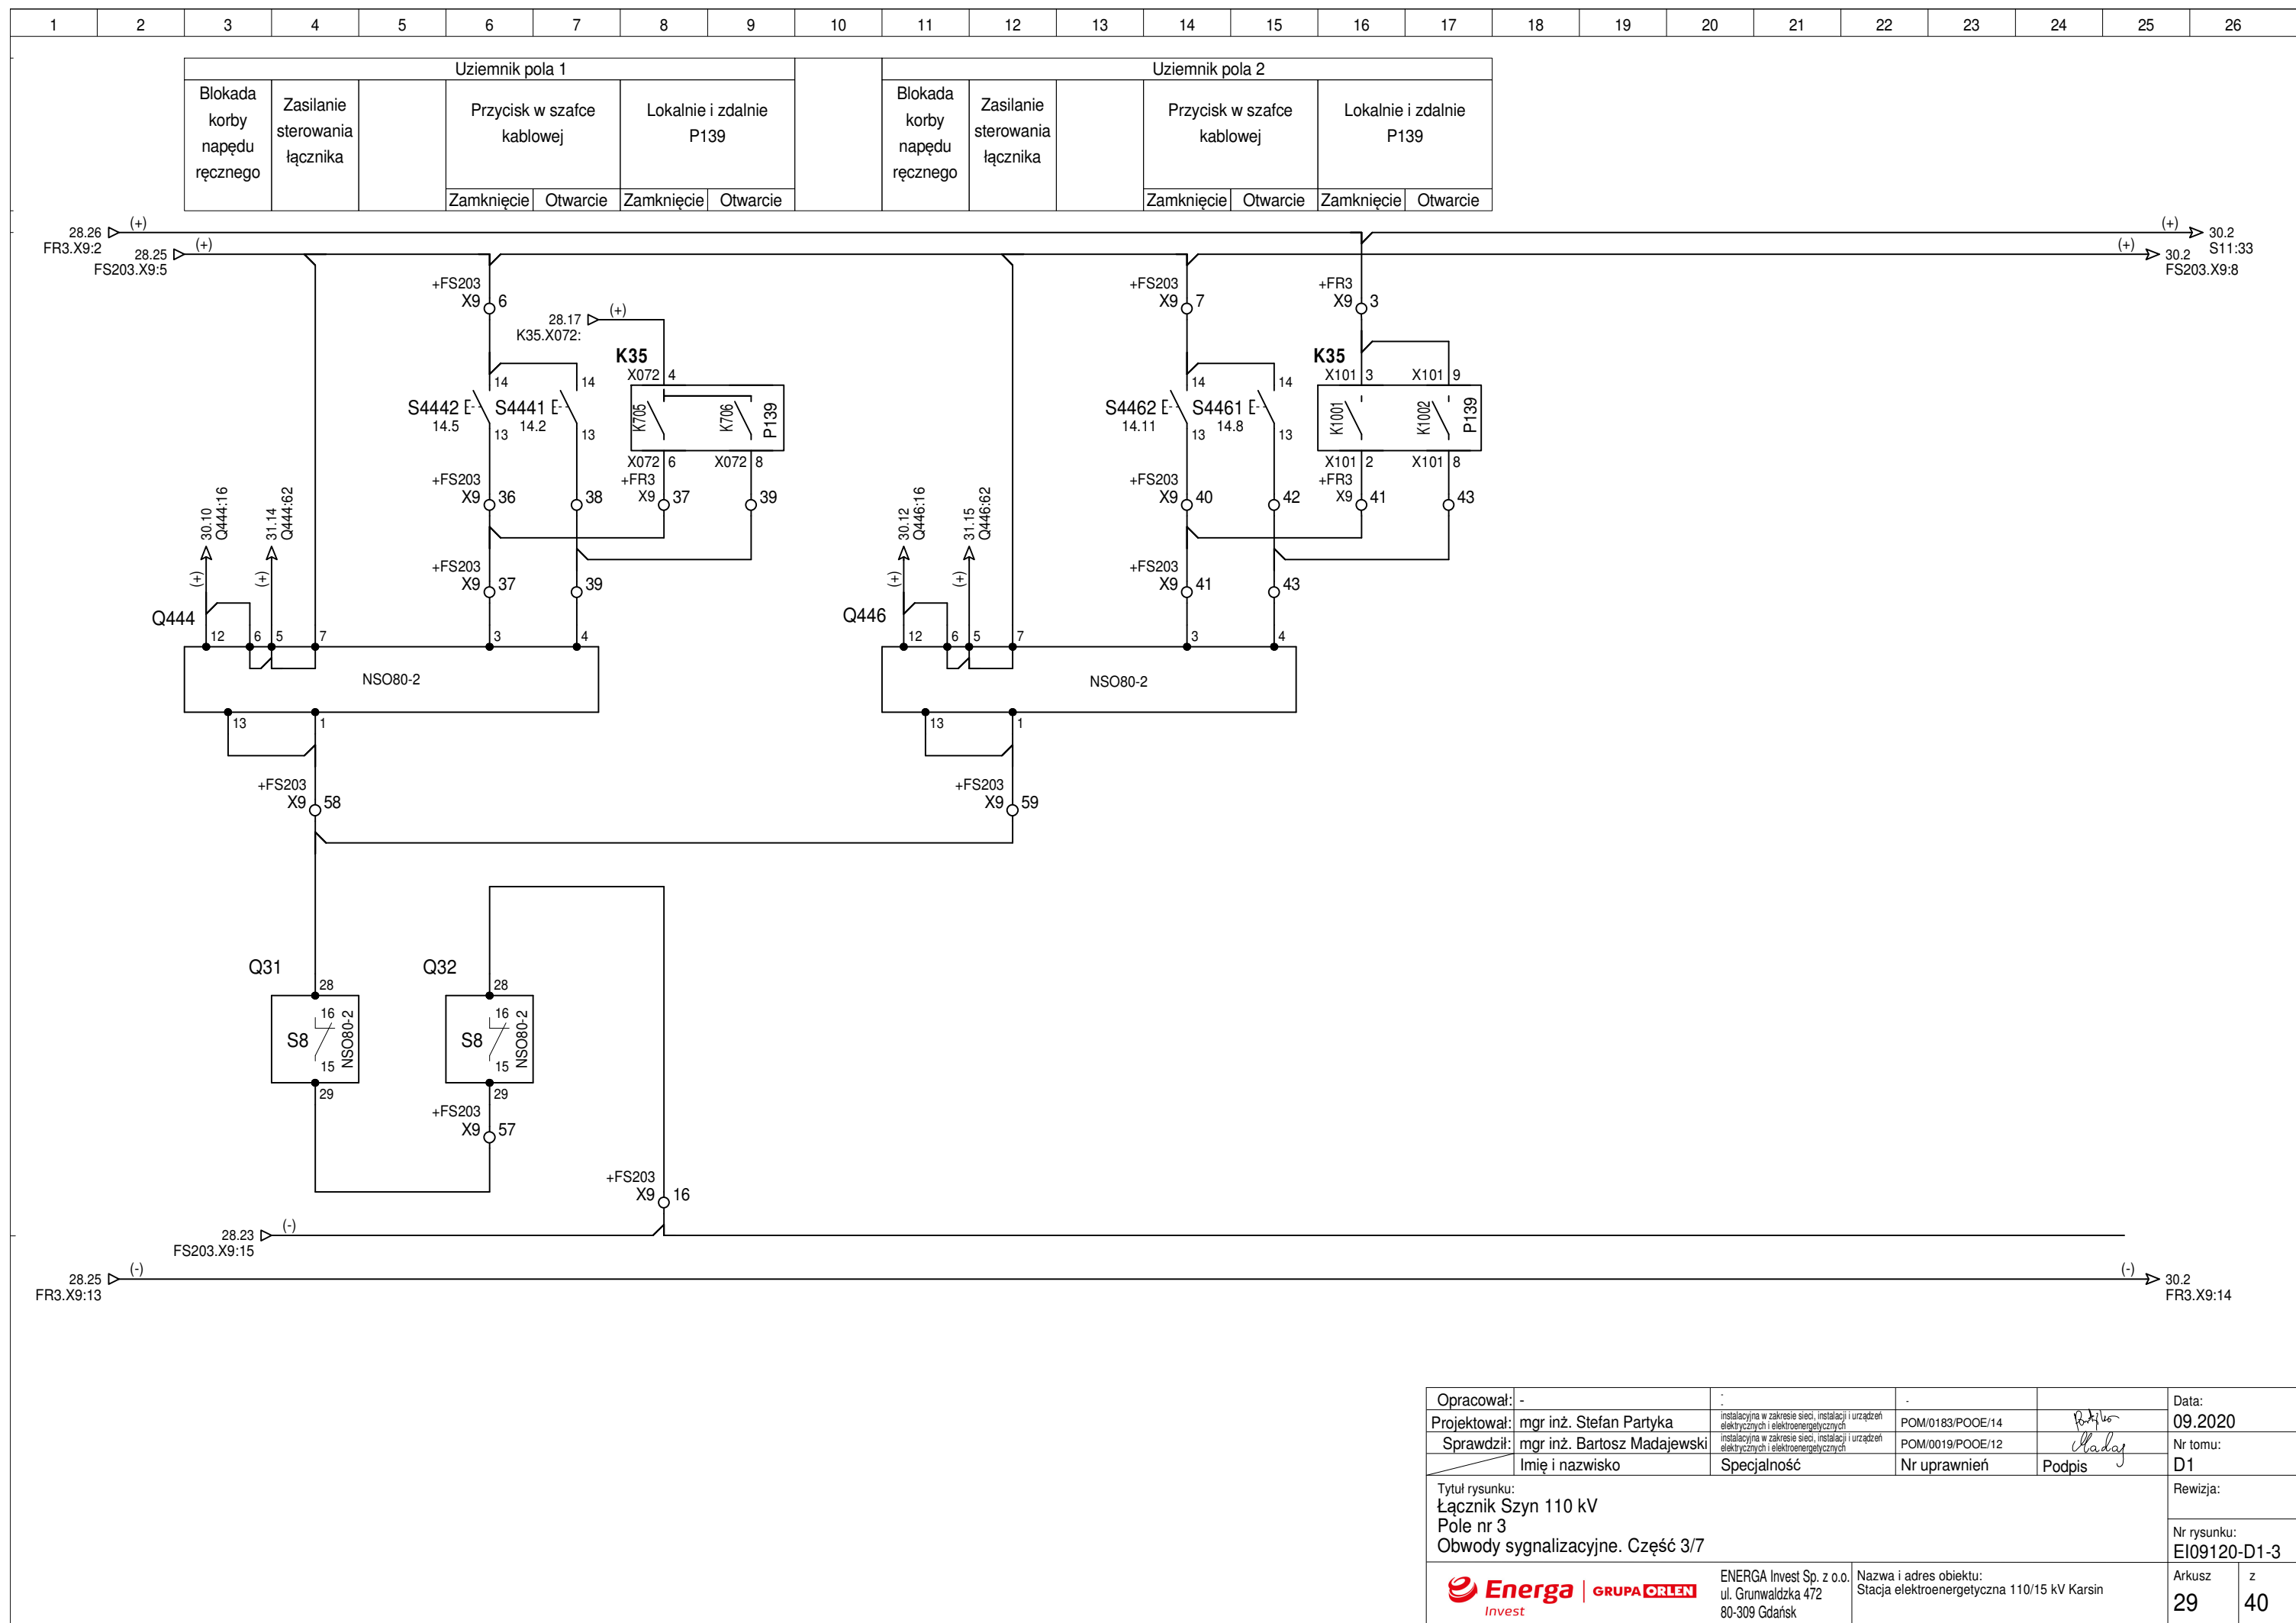 1 2 3 4 5 6 7 8 9 10 11 12 13 14 15 16 17 18 19 20 21 22 23 24 25 26
Uziemnik pola 1
Blokada
korby
napędu
ręcznego
Zasilanie
sterowania
łącznika
Przycisk w szafce
kablowej
Lokalnie i zdalnie
P139
Zamknięcie Otwarcie Zamknięcie Otwarcie
Uziemnik pola 2
Blokada
korby
napędu
ręcznego
Zasilanie
sterowania
łącznika
Przycisk w szafce
kablowej
Lokalnie i zdalnie
P139
Zamknięcie Otwarcie Zamknięcie Otwarcie
28.26 (+)
FR3.X9:2
28.25 (+)
FS203.X9:5
(+) 30.2
S11:33
(+) 30.2
FS203.X9:8
+FS203
X9 6
28.17 (+)
K35.X072:
K35
X072 4
14
14
S4442
14.5
13
S4441
14.2
13
K705
K706
P139
X072 6
X072 8
+FS203
X9 36
38
+FR3
X9 37
39
+FS203
X9 37
39
30.10
Q444:16
(+)
31.14
Q444:62
(+)
Q444
12 6 5 7 3 4
NSO80-2
13 1
+FS203
X9 58
+FS203
X9 7
+FR3
X9 3
K35
X101 3
X101 9
14
14
S4462
14.11
13
S4461
14.8
13
K1001
K1002
P139
X101 2
X101 8
+FS203
X9 40
42
+FR3
X9 41
43
+FS203
X9 41
43
30.12
Q446:16
(+)
31.15
Q446:62
(+)
Q446
12 6 5 7 3 4
NSO80-2
13 1
+FS203
X9 59
Q31
28
16
S8
15
NSO80-2
29
Q32
28
16
S8
15
NSO80-2
29
+FS203
X9 57
+FS203
X9 16
28.23 (-)
FS203.X9:15
28.25 (-)
FR3.X9:13
(-) 30.2
FR3.X9:14
Opracował: - - -
Projektował: mgr inż. Stefan Partyka
instalacyjna w zakresie sieci, instalacji i urządzeń
elektrycznych i elektroenergetycznych
POM/0183/POOE/14
Sprawdził: mgr inż. Bartosz Madajewski
instalacyjna w zakresie sieci, instalacji i urządzeń
elektrycznych i elektroenergetycznych
POM/0019/POOE/12
Imię i nazwisko Specjalność Nr uprawnień Podpis
Data:
09.2020
Nr tomu:
D1
Tytuł rysunku:
Łącznik Szyn 110 kV
Pole nr 3
Obwody sygnalizacyjne. Część 3/7
Rewizja:
Nr rysunku:
EI09120-D1-3
Energa
Invest
GRUPA ORLEN
ENERGA Invest Sp. z o.o.
ul. Grunwaldzka 472
80-309 Gdańsk
Nazwa i adres obiektu:
Stacja elektroenergetyczna 110/15 kV Karsin
Arkusz z
29 40